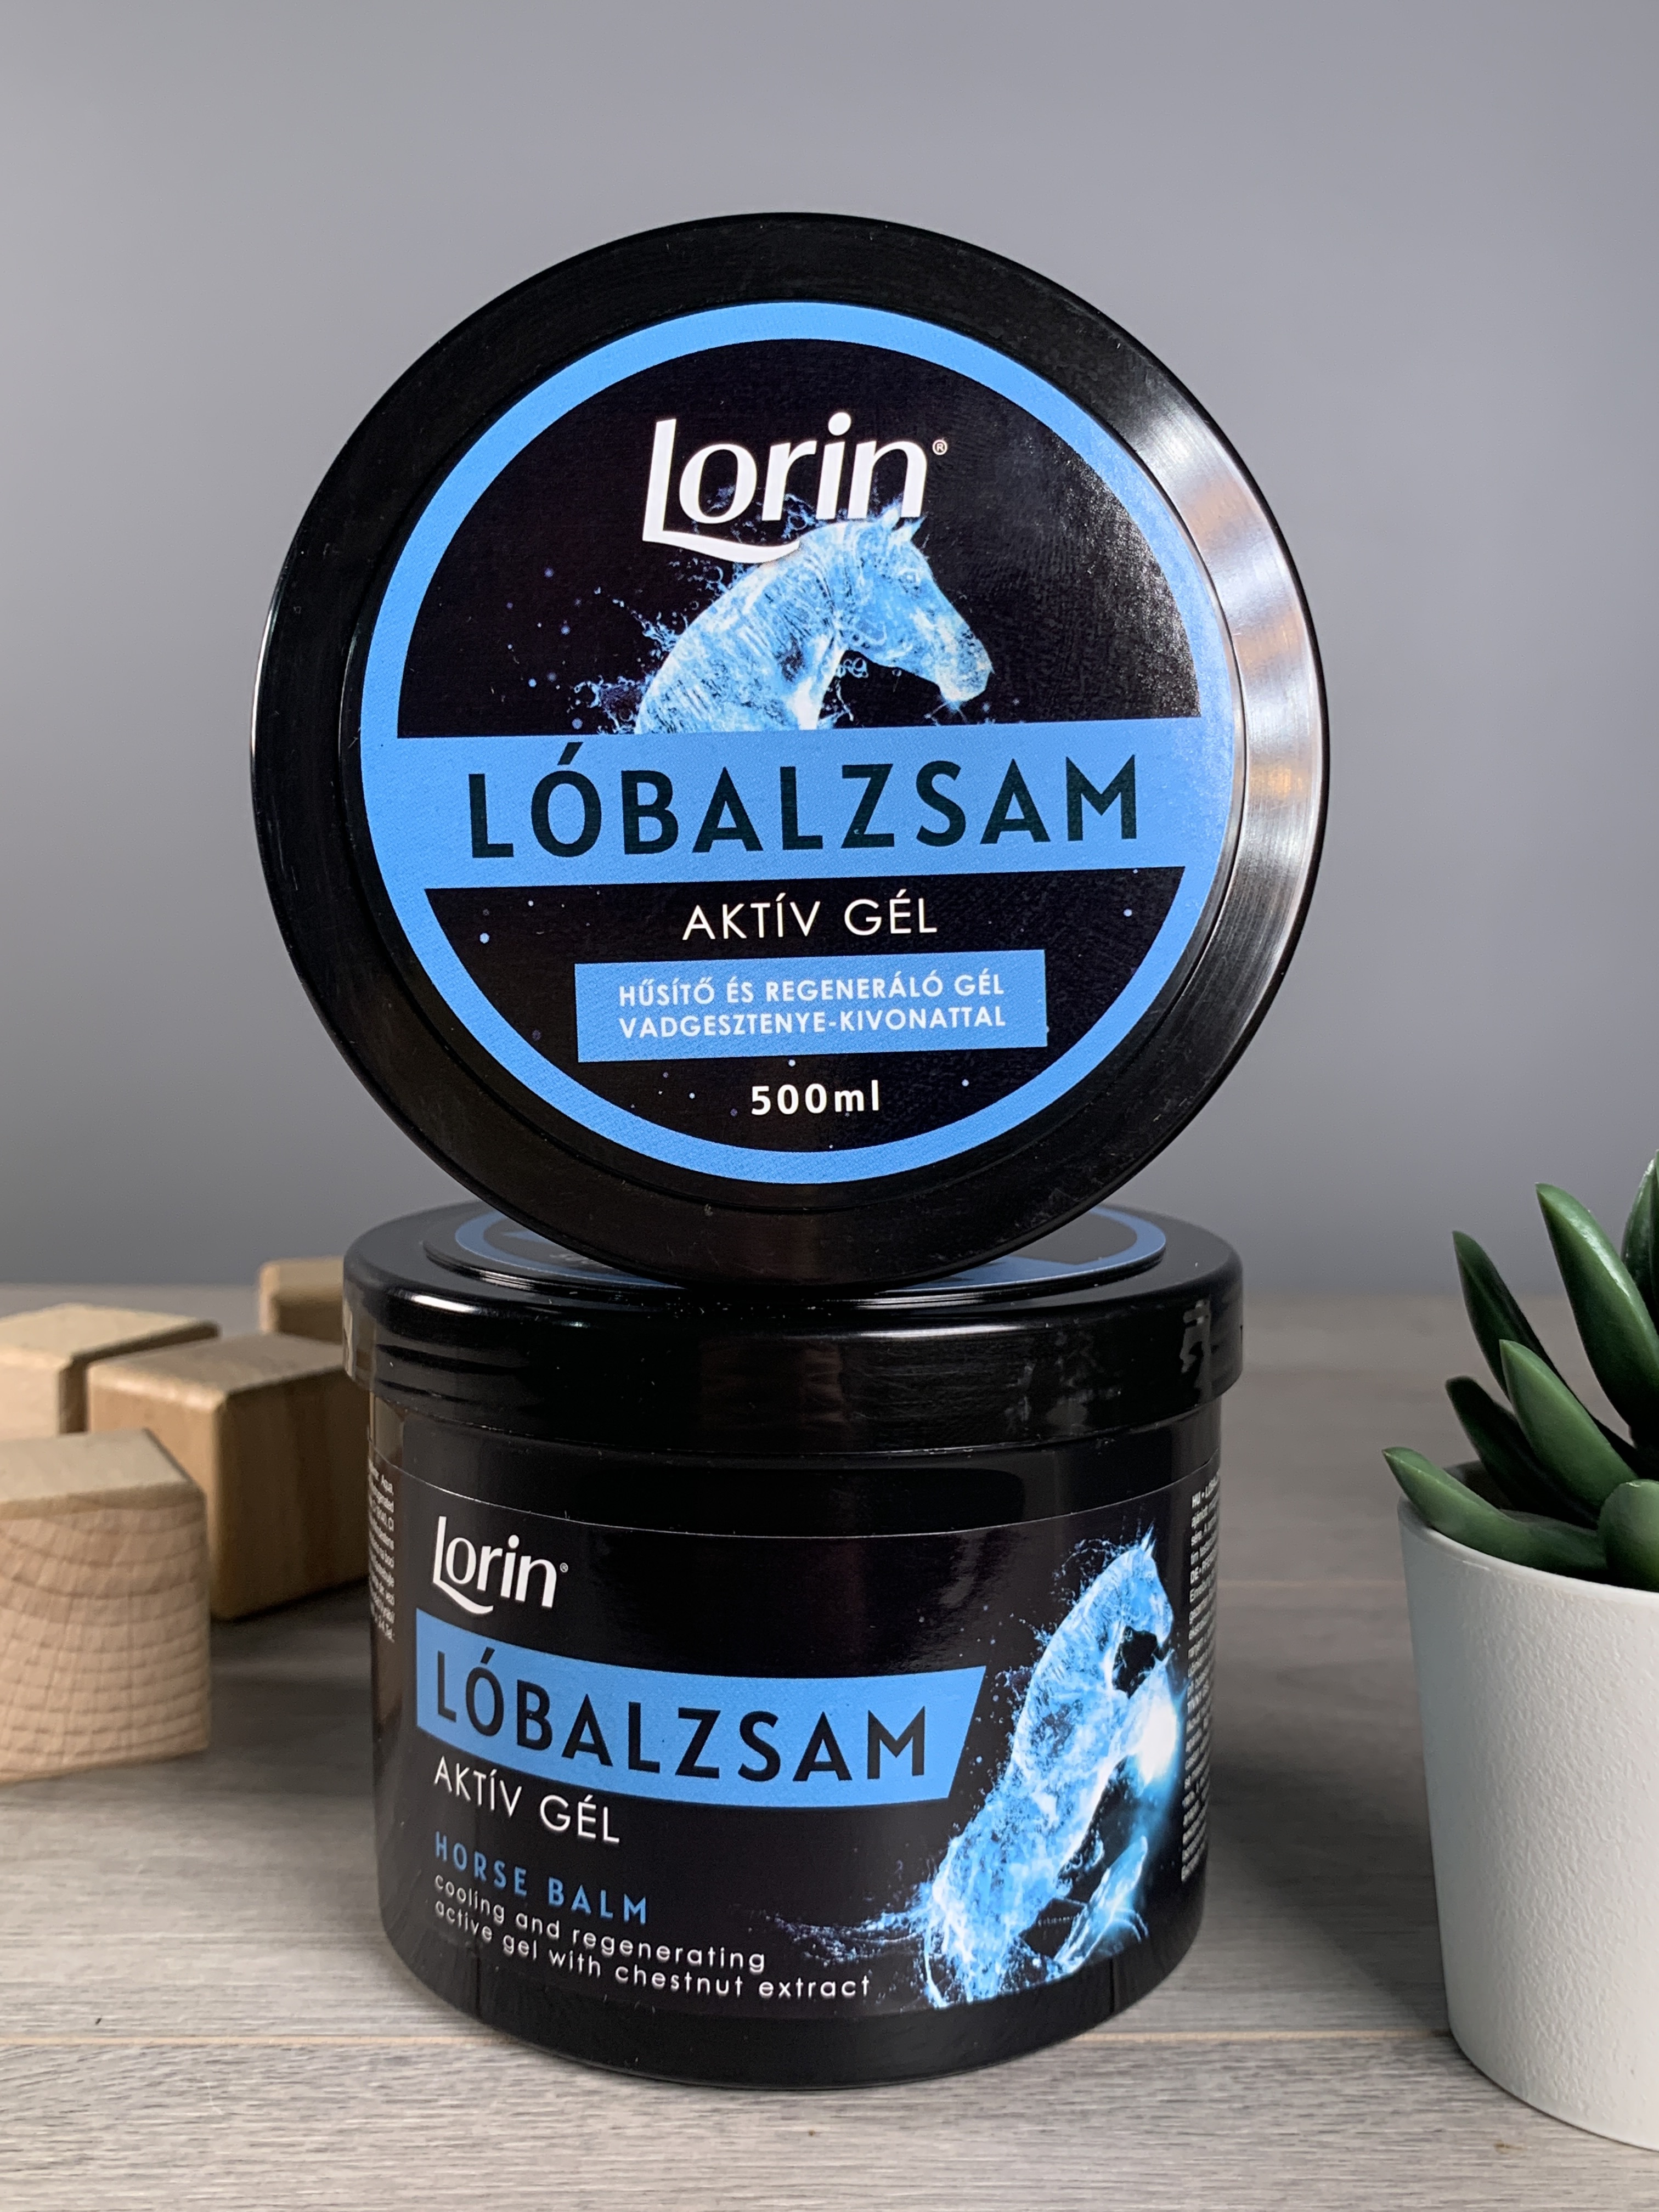 Lorin®
LÓBALZSAM
AKTÍV GÉL
HŰSÍTŐ ÉS REGENERÁLÓ GÉL
VADGESZTENYE-KIVONATTAL
500ml
Lorin®
LÓBALZSAM
AKTÍV GÉL
HORSE BALM
cooling and regenerating
active gel with chestnut extract